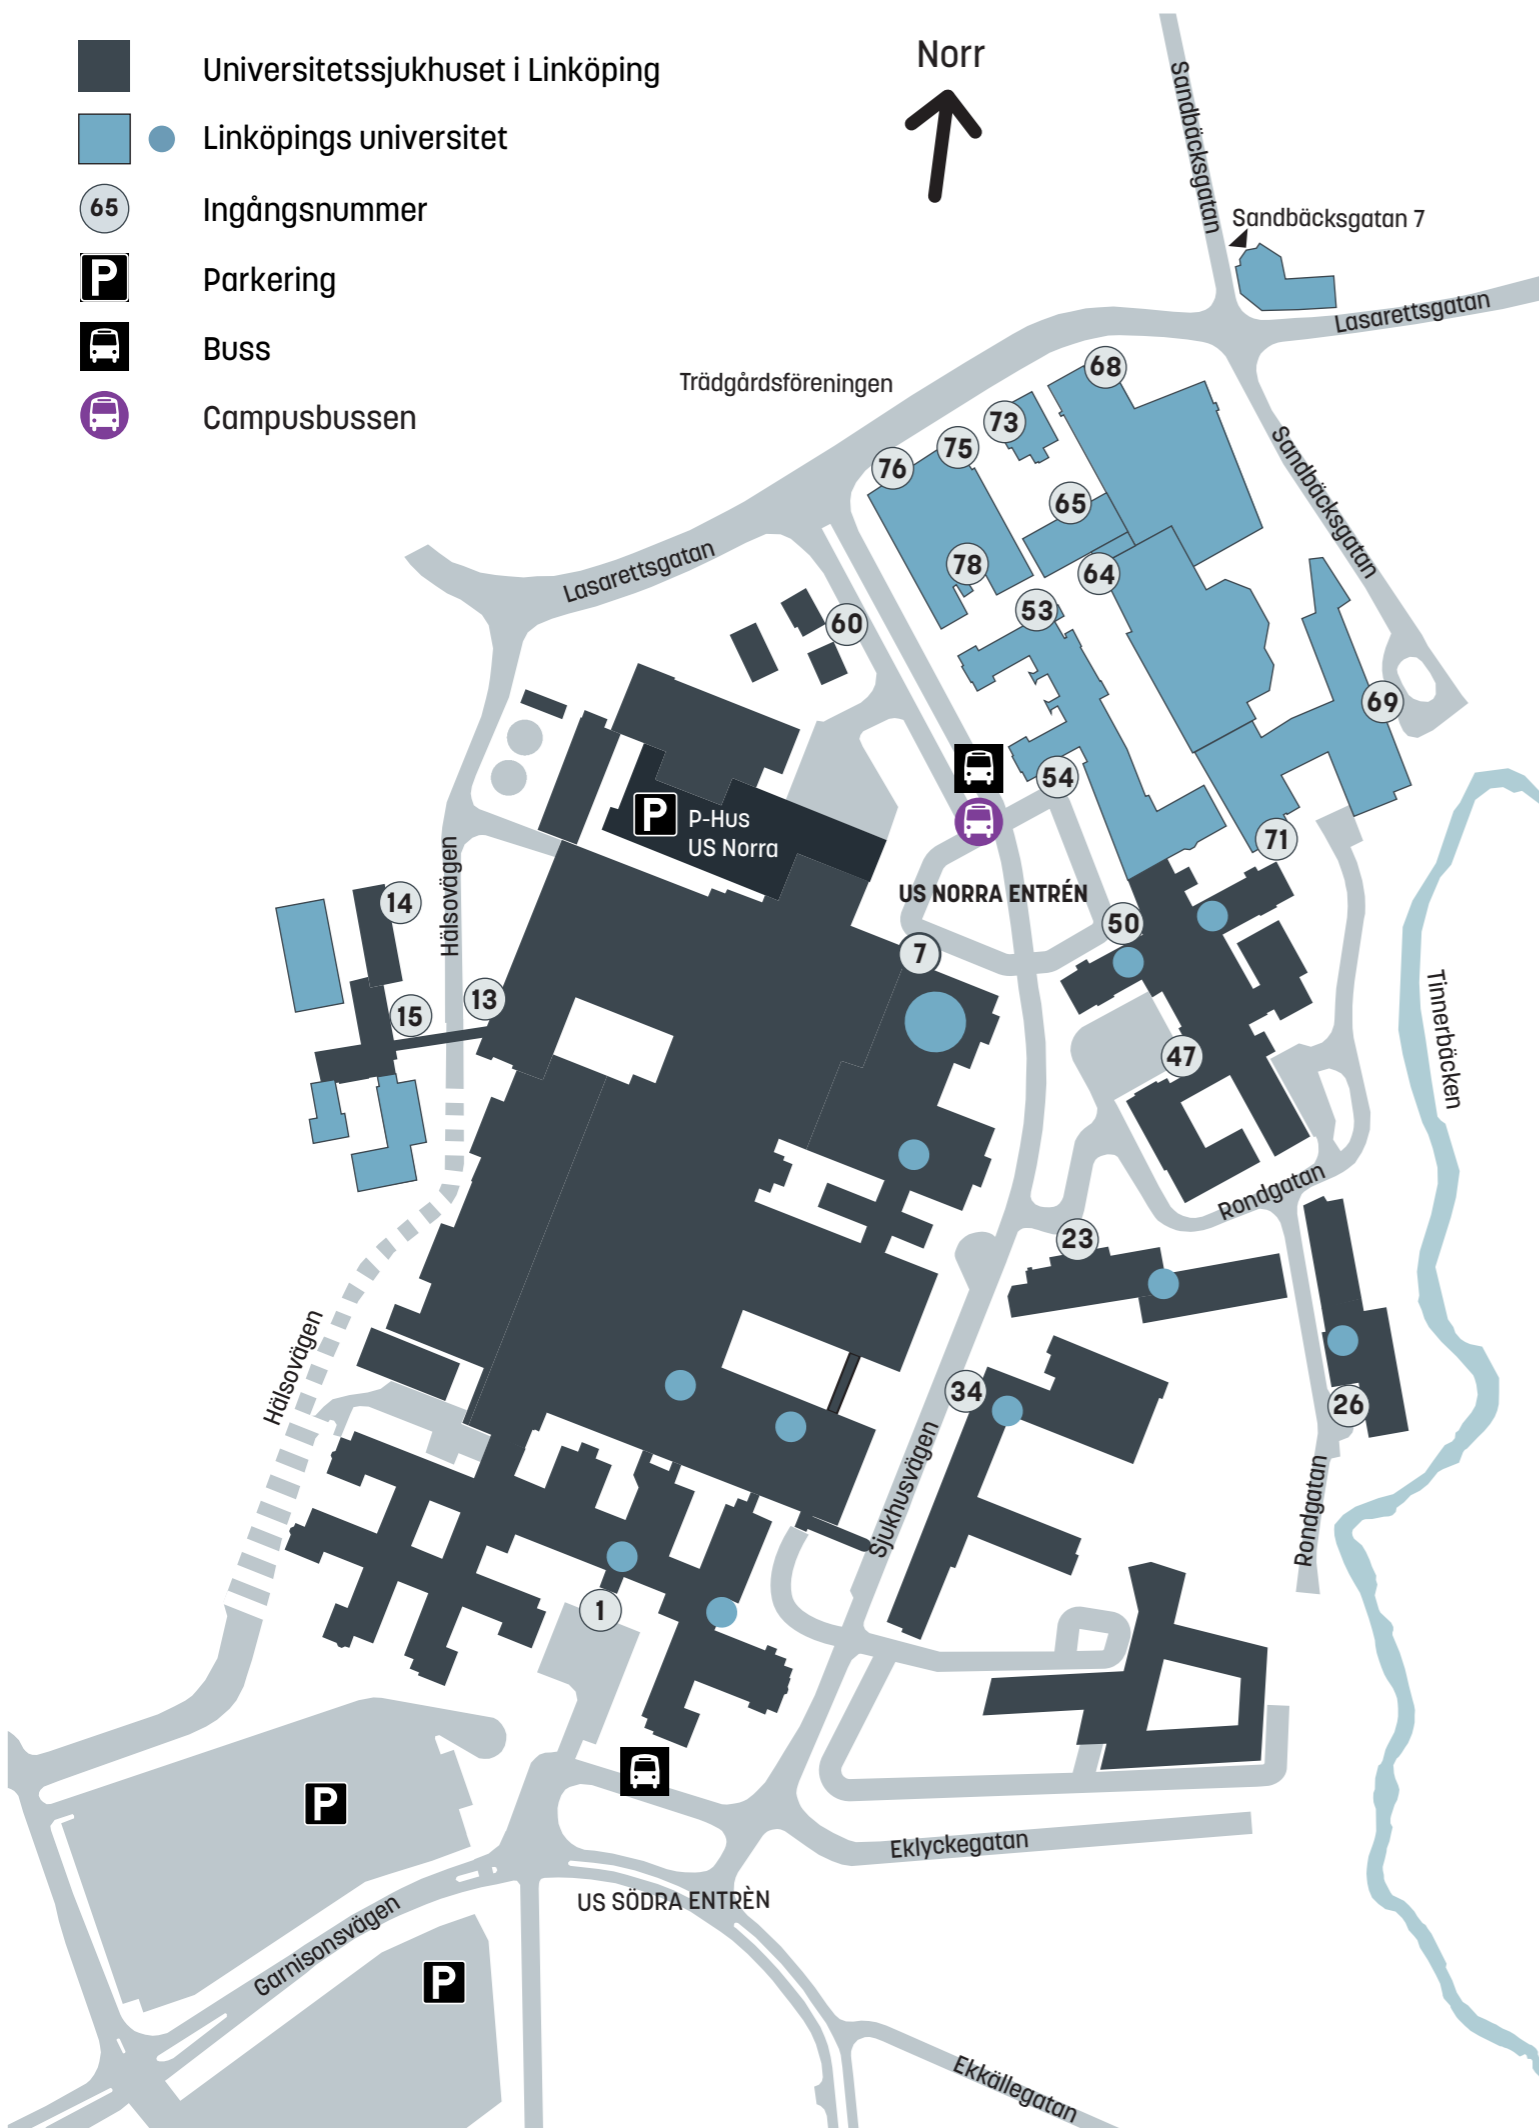 Universitetssjukhuset i Linköping
Linköpings universitet
65
Ingångsnummer
P
Parkering
Buss
Campusbussen
Norr
Sandbäcksgatan
Sandbäcksgatan 7
Lasarettsgatan
Trädgårdsföreningen
68
73
75
76
65
Sandbäcksgatan
Lasarettsgatan
78
64
53
60
69
54
P
P-Hus
US Norra
71
US NORRA ENTRÉN
Hälsovägen
14
50
7
13
15
47
Tinnerbäcken
Rondgatan
23
Hälsovägen
34
26
Sjukhusvägen
Rondgatan
1
P
Eklyckegatan
US SÖDRA ENTRÈN
Garnisonsvägen
P
Ekkällegatan